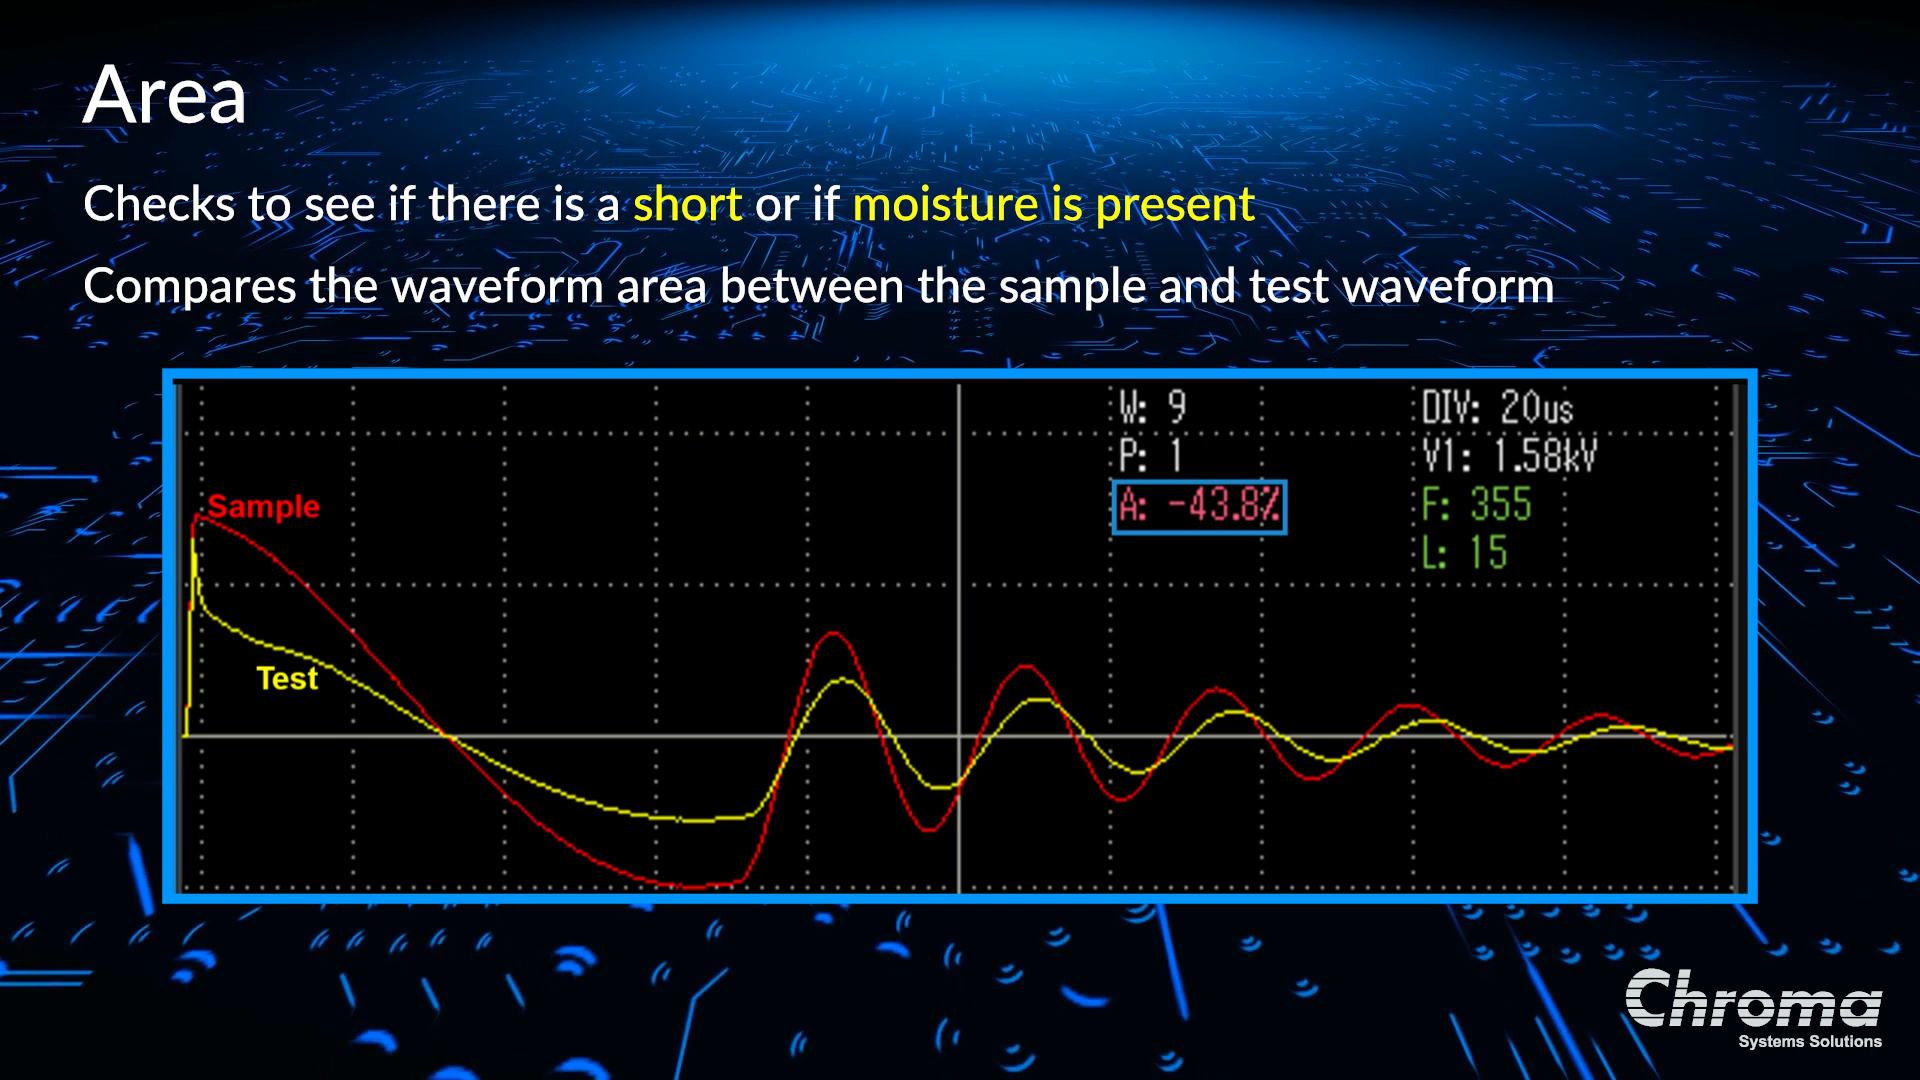 Area
Checks to see if there is a short or if moisture is present
Compares the waveform area between the sample and test waveform
W: 9
DIV: 20us
P: 1
V1: 1.58kV
A: -43.8%
F: 355
L: 15
Sample
Test
Chroma
Systems Solutions